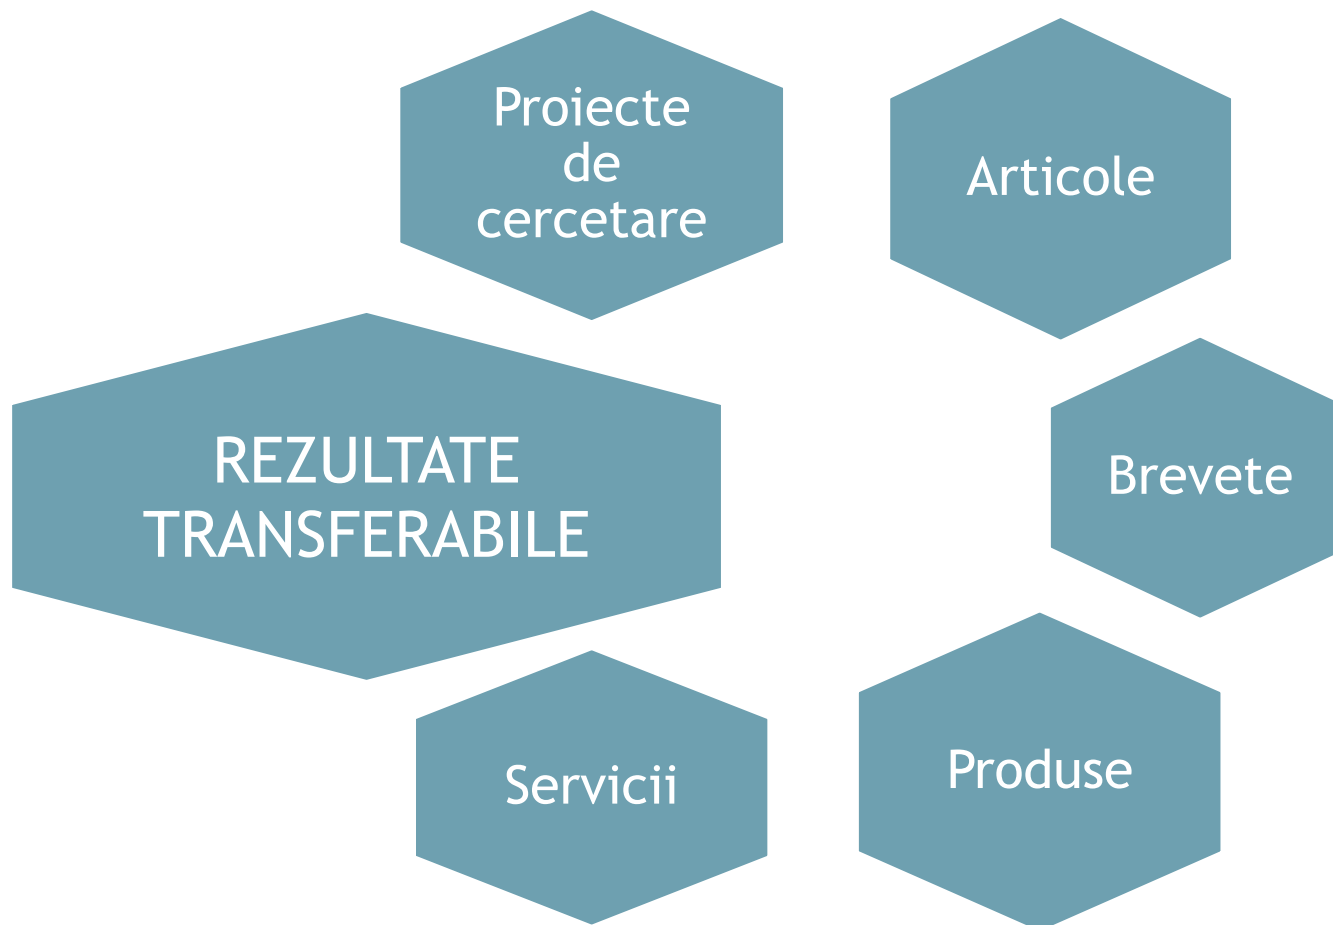 Proiecte
de
cercetare
Articole
REZULTATE
TRANSFERABILE
Brevete
Servicii
Produse